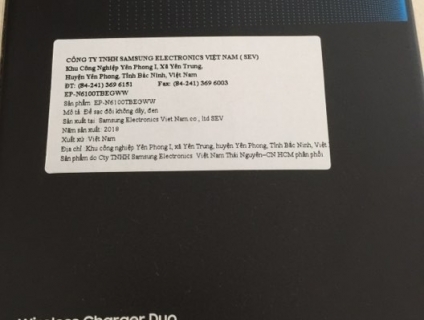 CÔNG TY TNHH SAMSUNG ELECTRONICS VIỆT NAM ( SEV)
Khu Công Nghiệp Yên Phong I, Xã Yên Trung,
Huyện Yên Phong, Tỉnh Bắc Ninh, Việt Nam
ĐT: (84-241) 369 6151 Fax: (84-241) 369 6003
EP-N6100TBEGWW
Sản phẩm: EP-N6100TBEGWW
Mô tả: Đế sạc đôi không dây, đen
Sản xuất tại: Samsung Electronics Viet Nam co., ltd SEV
Năm sản xuất: 2018
Xuất xứ: Việt Nam
Địa chỉ: Khu công nghiệp Yên Phong I, xã Yên Trung, huyện Yên Phong, Tỉnh Bắc Ninh, Việt
Sản phẩm do Cty TNHH Samsung Electronics Việt Nam Thái Nguyên-CN HCM phân phối
Wireless Charger Duo